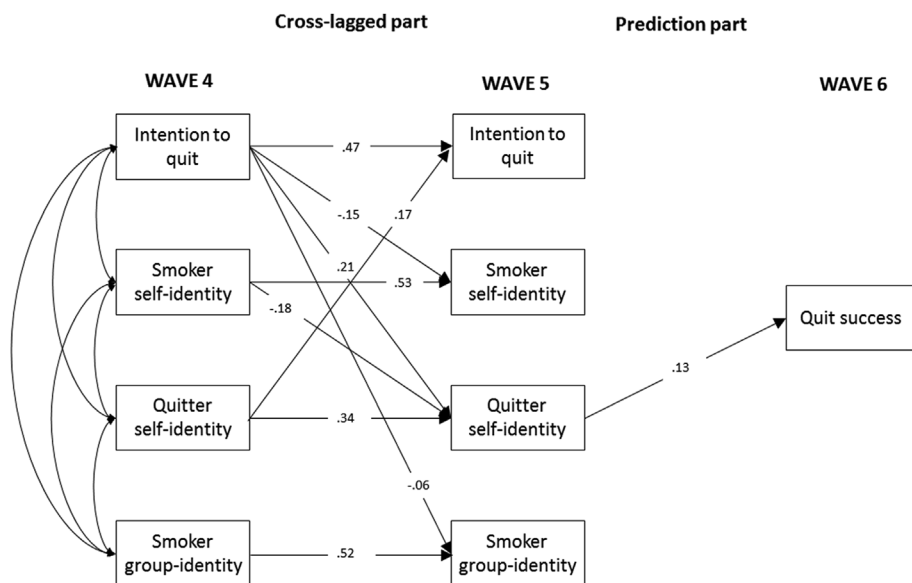 Cross-lagged part
Prediction part
WAVE 4
WAVE 5
WAVE 6
Intention to
quit
.47
Intention to
quit
-.15
.17
Smoker
self-identity
.21
.53
Smoker
self-identity
-.18
Quit success
.13
Quitter
self-identity
.34
Quitter
self-identity
-.06
Smoker
group-identity
.52
Smoker
group-identity